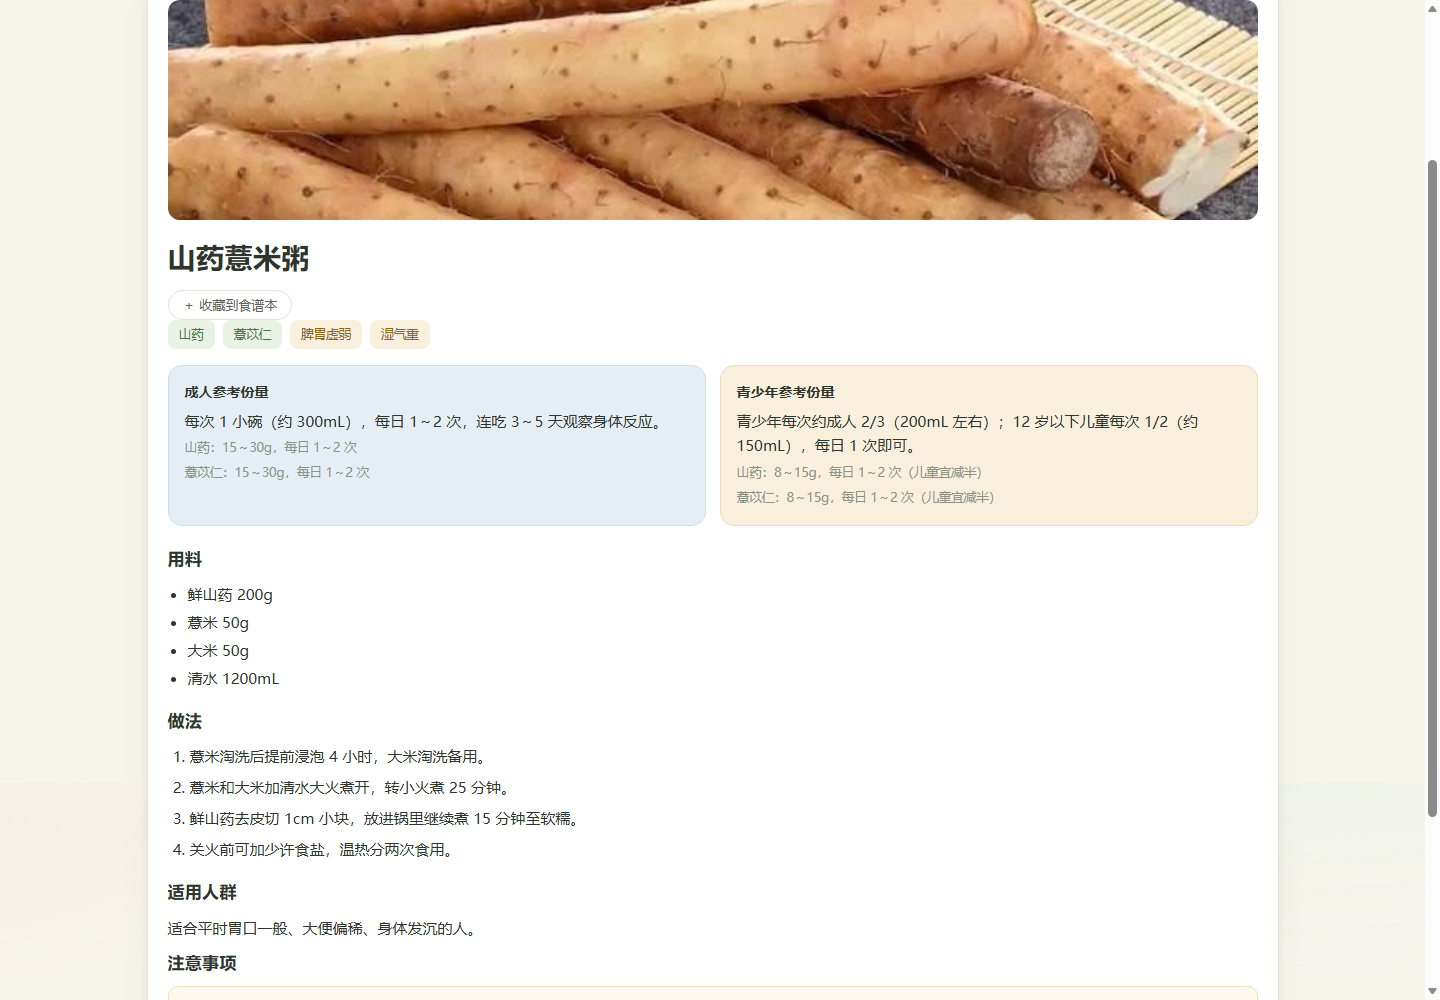 山药薏米粥
+ 收藏到食谱本
山药 薏苡仁 脾胃虚弱 湿气重
成人参考份量
每次 1 小碗（约 300mL），每日 1～2 次，连吃 3～5 天观察身体反应。
山药：15～30g，每日 1～2 次
薏苡仁：15～30g，每日 1～2 次
青少年参考份量
青少年每次约成人 2/3（200mL 左右）；12 岁以下儿童每次 1/2（约
150mL），每日 1 次即可。
山药：8～15g，每日 1～2 次（儿童宜减半）
薏苡仁：8～15g，每日 1～2 次（儿童宜减半）
用料
• 鲜山药 200g
• 薏米 50g
• 大米 50g
• 清水 1200mL
做法
1. 薏米淘洗后提前浸泡 4 小时，大米淘洗备用。
2. 薏米和大米加清水大火煮开，转小火煮 25 分钟。
3. 鲜山药去皮切 1cm 小块，放进锅里继续煮 15 分钟至软糯。
4. 关火前可加少许食盐，温热分两次食用。
适用人群
适合平时胃口一般、大便偏稀、身体发沉的人。
注意事项